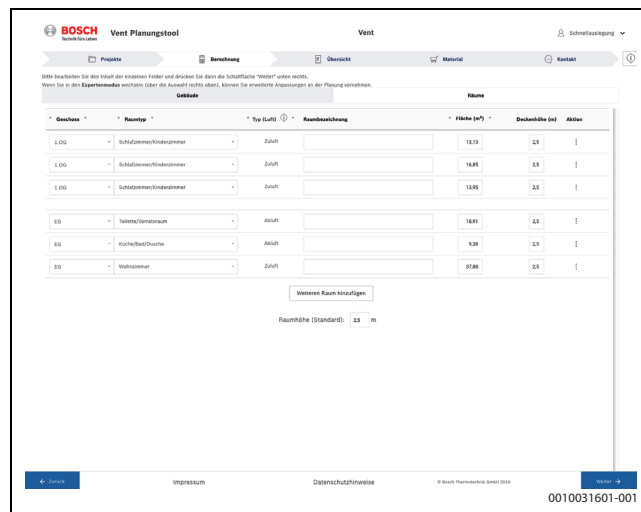 BOSCH
Technik fürs Leben
Vent Planungstool
Vent
Schnellauslegung
Projekte
Berechnung
Übersicht
Material
Kontakt
Bitte bearbeiten Sie den Inhalt der einzelnen Felder und drücken Sie dann die Schaltfläche "Weiter" unten rechts.
Wenn Sie in den Expertenmodus wechseln (über die Auswahl rechts oben), können Sie erweiterte Anpassungen an der Planung vornehmen.
Gebäude Räume
Geschoss Raumtyp Typ (Luft) Raumbezeichnung Fläche (m²) Deckenhöhe (m) Aktion
1.OG Schlafzimmer/Kinderzimmer Zuluft 13,13 2,5
1.OG Schlafzimmer/Kinderzimmer Zuluft 16,85 2,5
1.OG Schlafzimmer/Kinderzimmer Zuluft 13,95 2,5
EG Toilette/Vorratsraum Abluft 18,91 2,5
EG Küche/Bad/Dusche Abluft 9,36 2,5
EG Wohnzimmer Zuluft 37,86 2,5
Weiteren Raum hinzufügen
Raumhöhe (Standard): 2,5 m
← Zurück Impressum Datenschutzhinweise © Bosch Thermotechnik GmbH 2019 Weiter →
0010031601-001